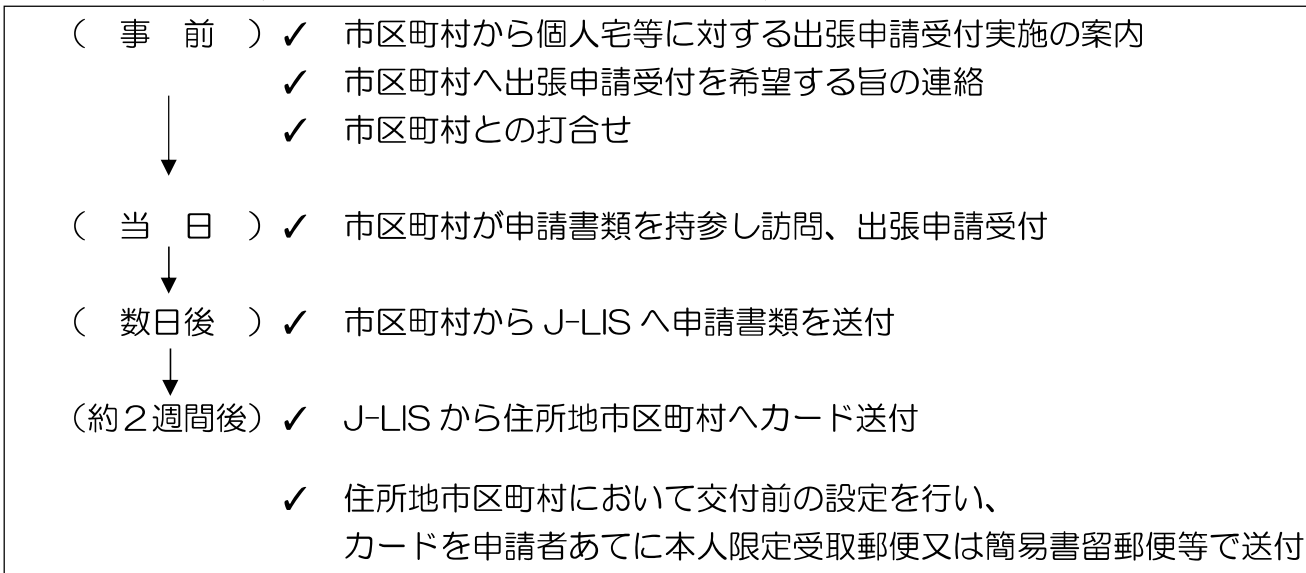 （　事　前　）✓　市区町村から個人宅等に対する出張申請受付実施の案内
✓　市区町村へ出張申請受付を希望する旨の連絡
✓　市区町村との打合せ
（　当　日　）✓　市区町村が申請書類を持参し訪問、出張申請受付
（　数日後　）✓　市区町村から J-LIS へ申請書類を送付
（約２週間後）✓　J-LIS から住所地市区町村へカード送付
✓　住所地市区町村において交付前の設定を行い、
カードを申請者あてに本人限定受取郵便又は簡易書留郵便等で送付